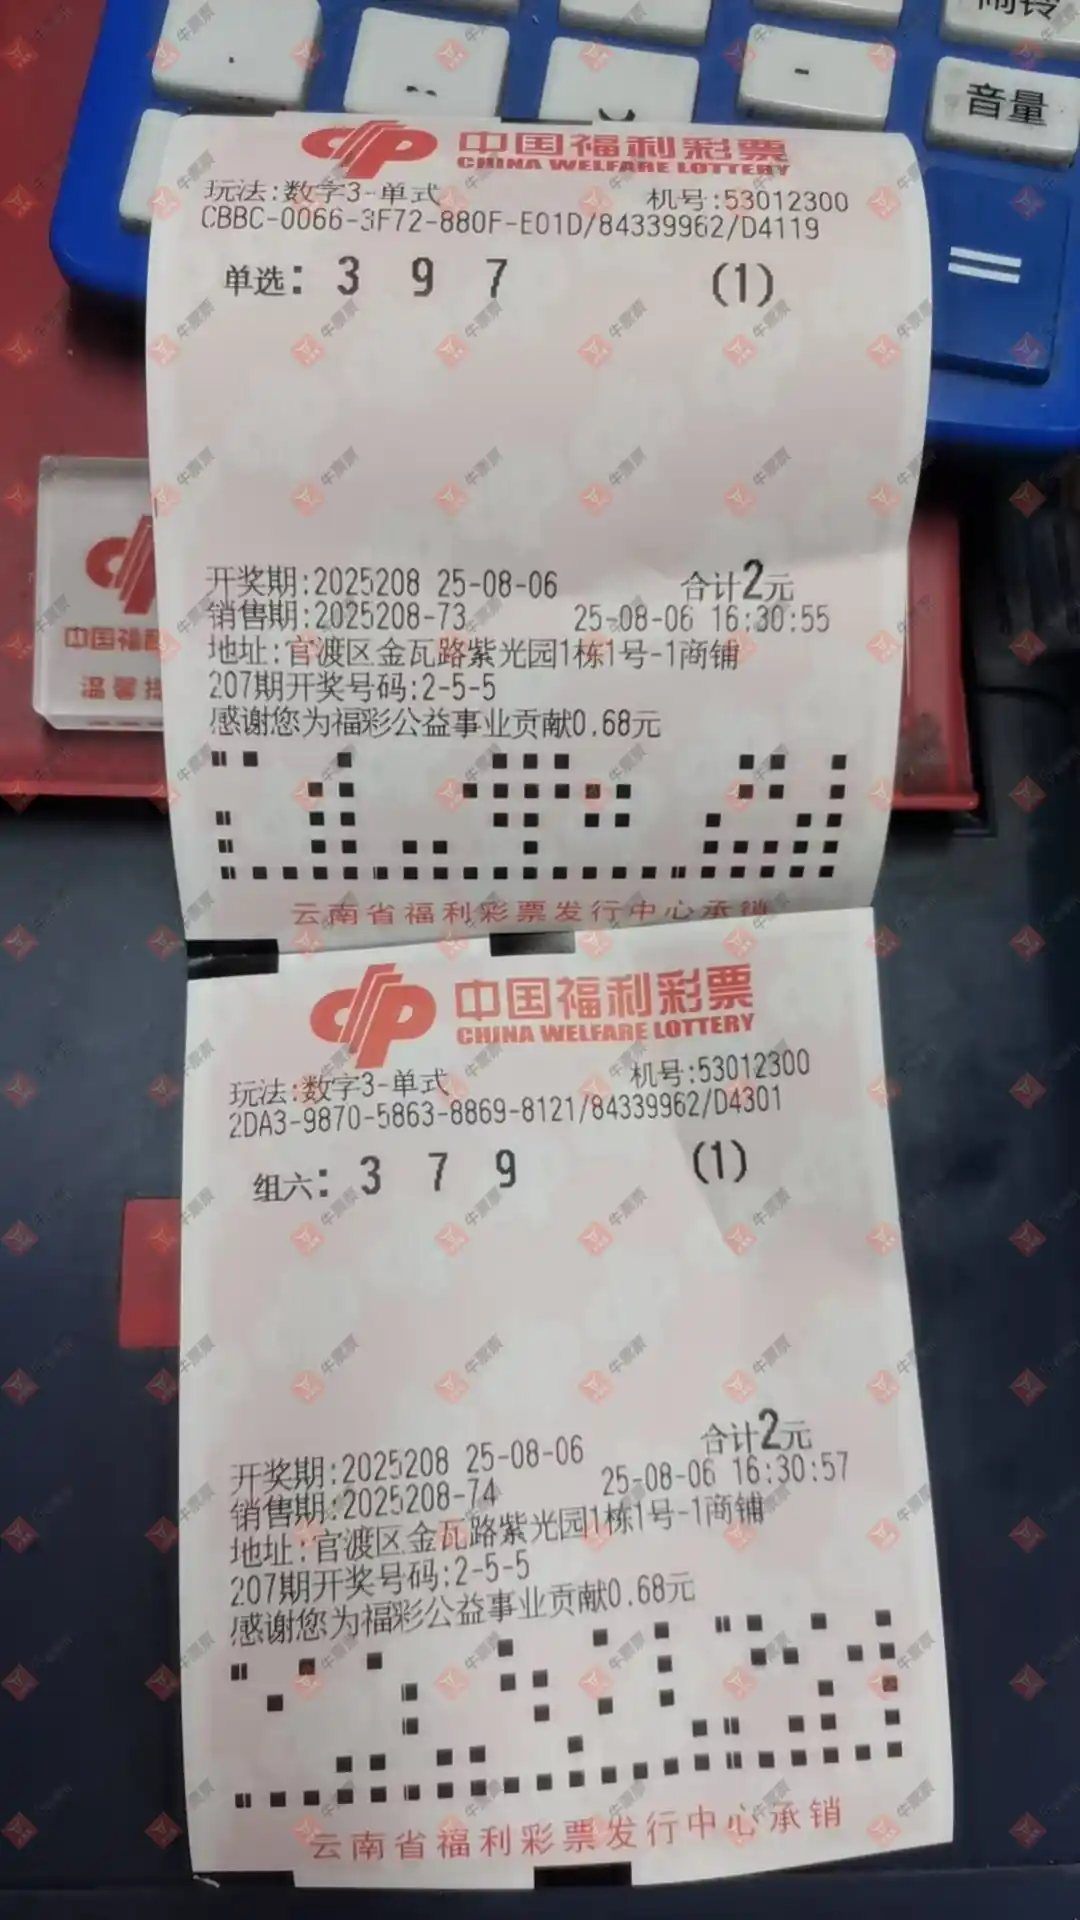 闹铃
音量
中国福利彩票
CHINA WELFARE LOTTERY
玩法:数字3-单式 机号:53012300
CBBC-0066-3F72-880F-E01D/84339962/D4119
单选: 3 9 7 (1)
开奖期:2025208 25-08-06 合计2元
销售期:2025208-73 25-08-06 16:30:55
地址:官渡区金瓦路紫光园1栋1号-1商铺
207期开奖号码:2-5-5
感谢您为福彩公益事业贡献0.68元
云南省福利彩票发行中心承销
中国福
温馨
中国福利彩票
CHINA WELFARE LOTTERY
玩法:数字3-单式 机号:53012300
2DA3-9870-5863-8869-8121/84339962/D4301
组六: 3 7 9 (1)
开奖期:2025208 25-08-06 合计2元
销售期:2025208-74 25-08-06 16:30:57
地址:官渡区金瓦路紫光园1栋1号-1商铺
207期开奖号码:2-5-5
感谢您为福彩公益事业贡献0.68元
云南省福利彩票发行中心承销
牛票票